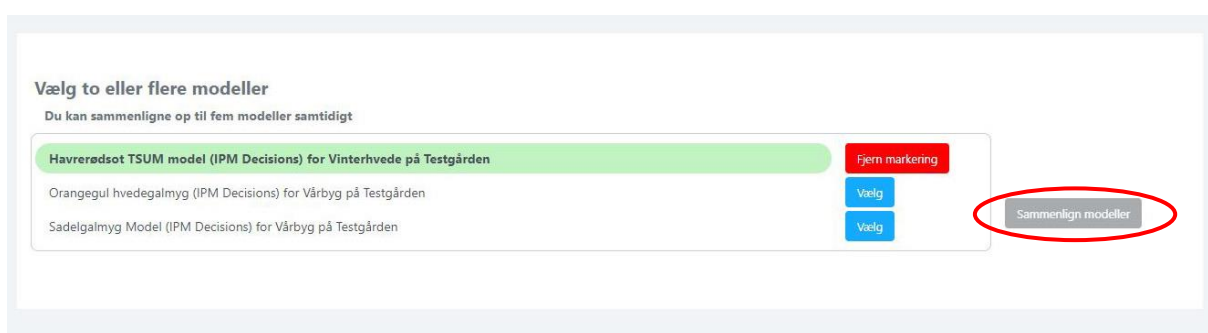 Vælg to eller flere modeller
Du kan sammenligne op til fem modeller samtidigt
Havrerødsot TSUM model (IPM Decisions) for Vinterhvede på Testgården
Fjern markering
Orangegul hvedegalmyg (IPM Decisions) for Vårbyg på Testgården
Vælg
Sadelgalmyg Model (IPM Decisions) for Vårbyg på Testgården
Vælg
Sammenlign modeller